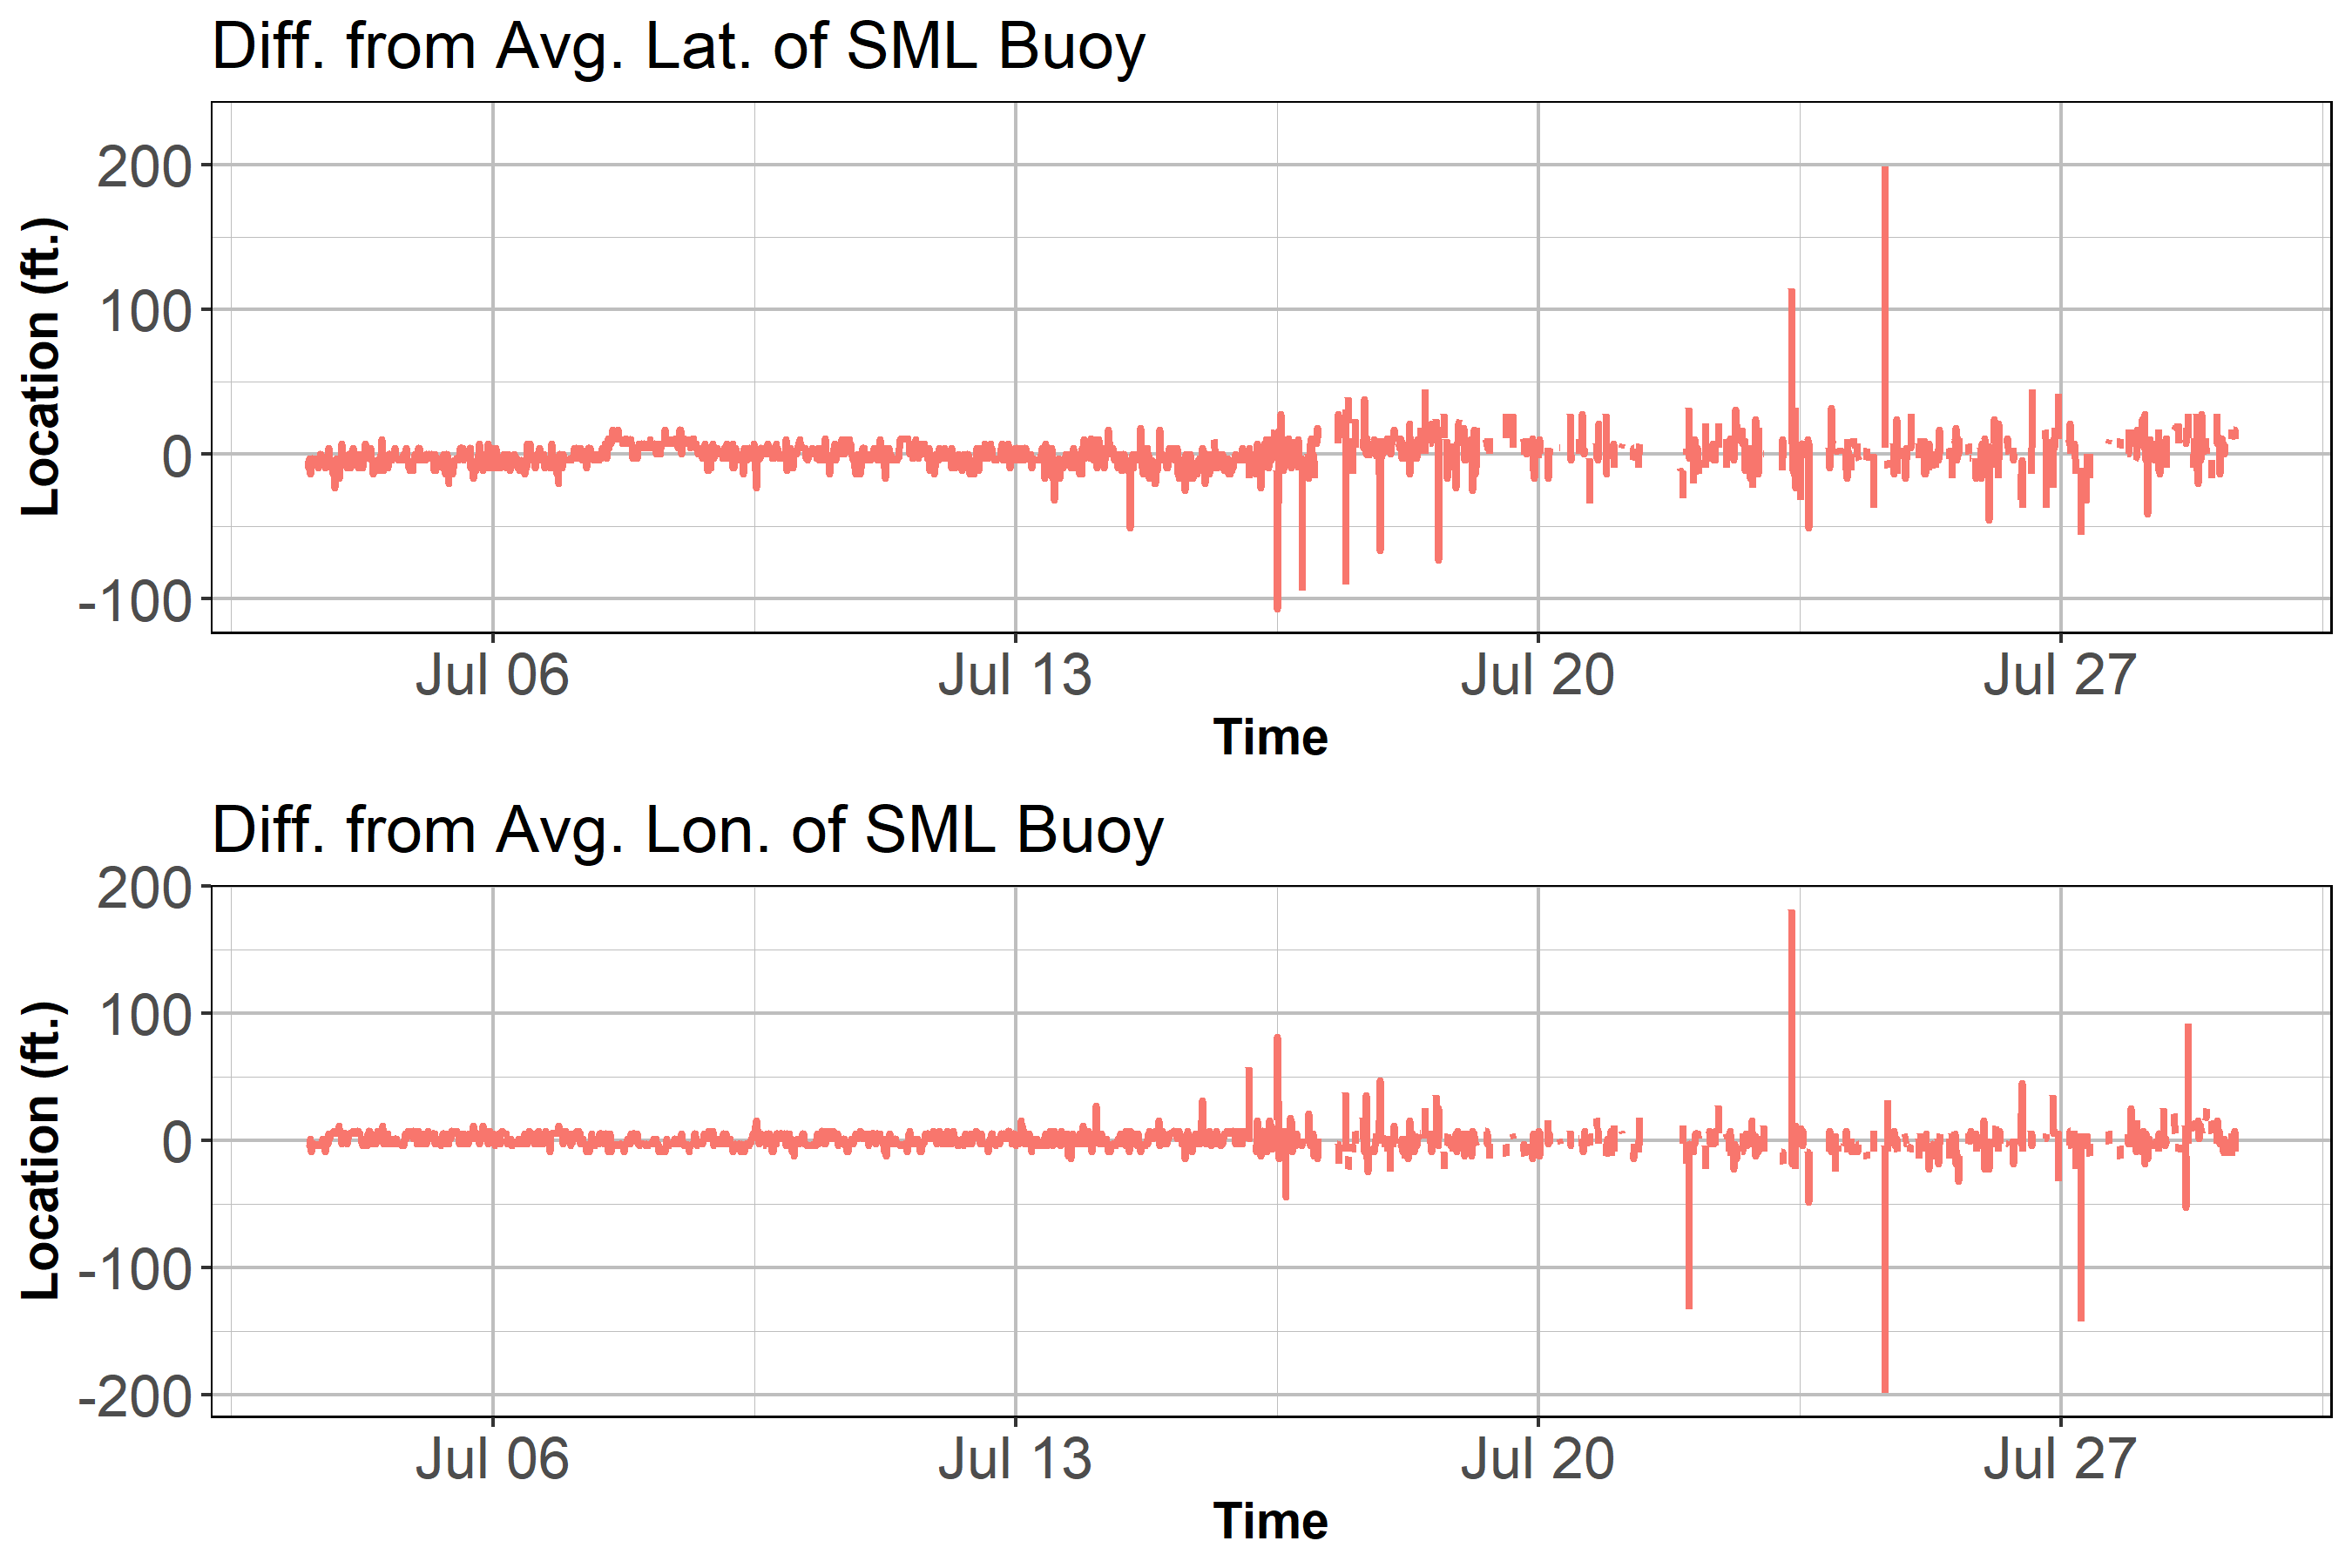 Diff. from Avg. Lat. of SML Buoy
200
100
0
-100
Location (ft.)
Jul 06 Jul 13 Jul 20 Jul 27
Time
Diff. from Avg. Lon. of SML Buoy
200
100
0
-100
-200
Location (ft.)
Jul 06 Jul 13 Jul 20 Jul 27
Time